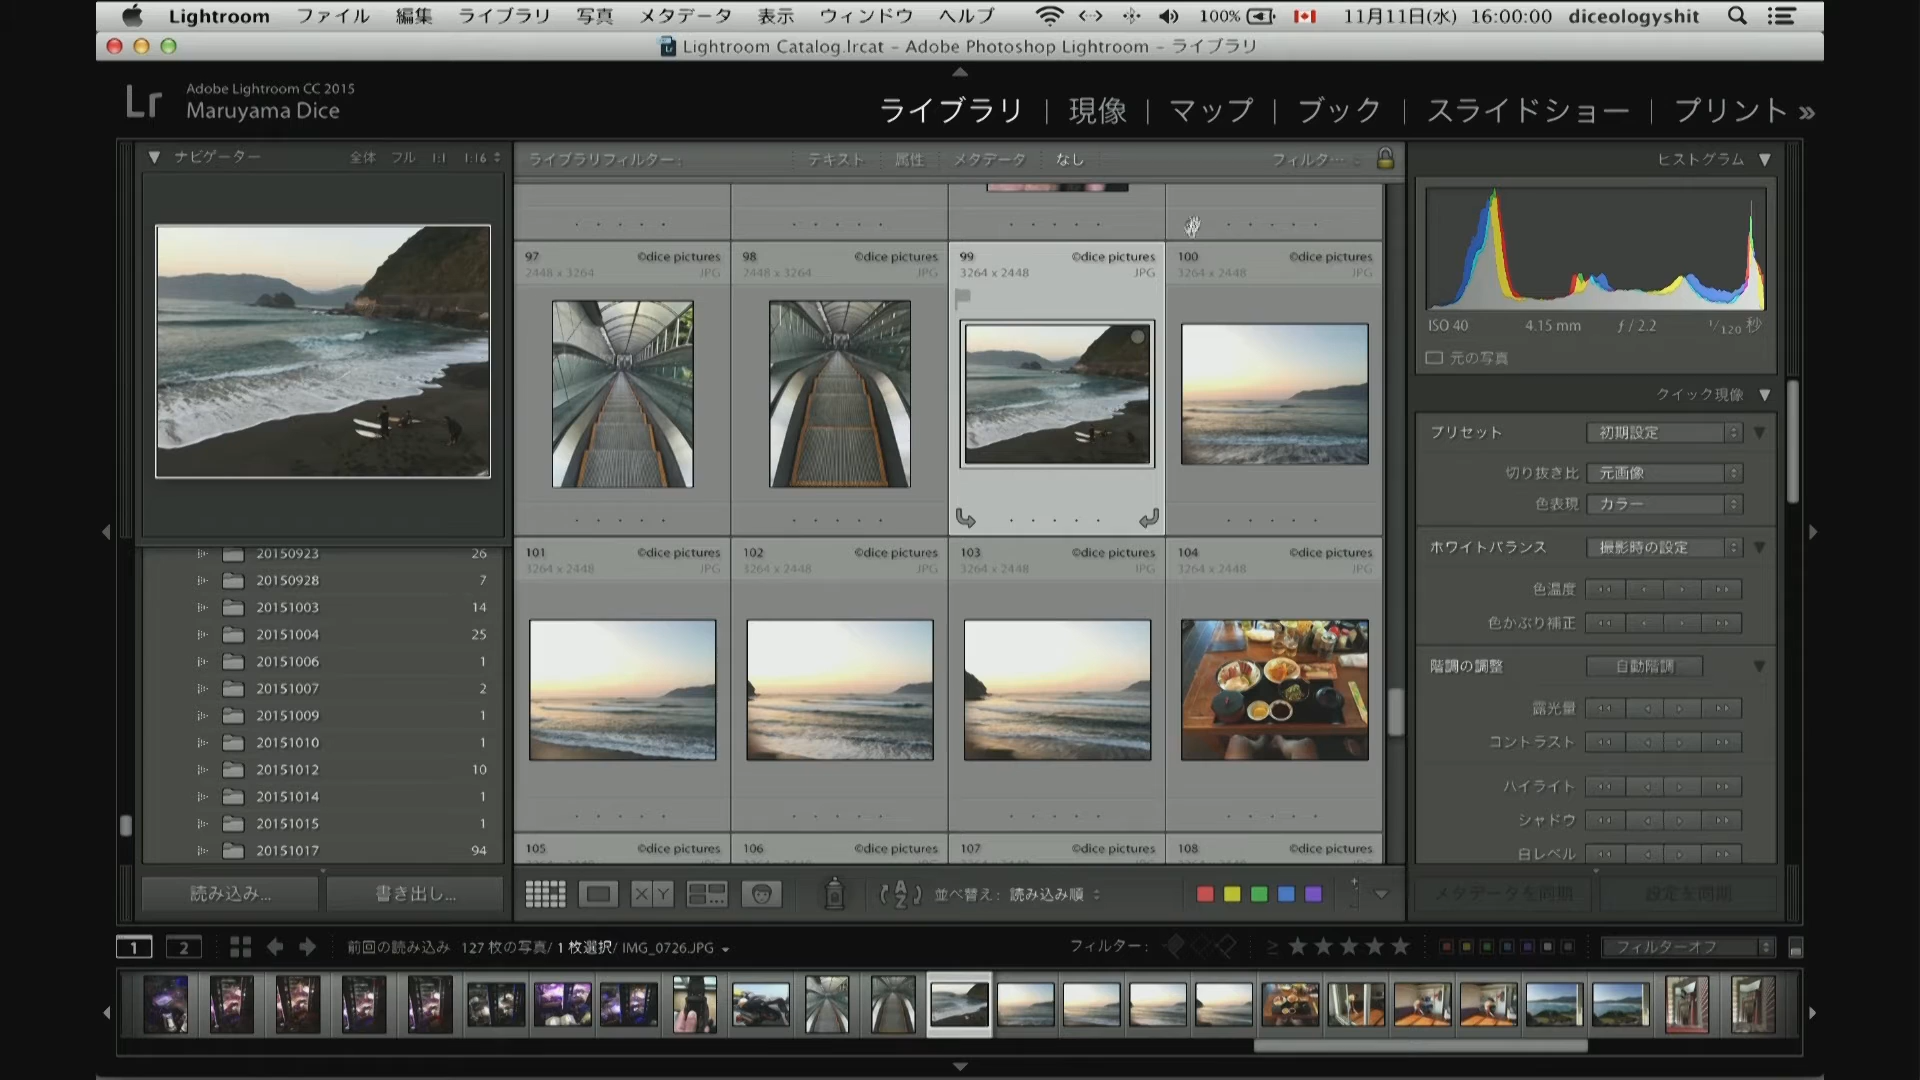 Lightroom ファイル 編集 ライブラリ 写真 メタデータ 表示 ウィンドウ ヘルプ 100% 11月11日(水) 16:00:00 diceologyshit
Lightroom Catalog.lrcat - Adobe Photoshop Lightroom - ライブラリ
Lr Adobe Lightroom CC 2015
Maruyama Dice
ライブラリ | 現像 | マップ | ブック | スライドショー | プリント »
ナビゲーター 全体 フル 1:1 1:16
ライブラリフィルター : テキスト 属性 メタデータ なし フィルタ…
ヒストグラム
97 ©dice pictures
2448 x 3264 JPG
98 ©dice pictures
2448 x 3264 JPG
99 ©dice pictures
3264 x 2448 JPG
100 ©dice pictures
3264 x 2448 JPG
ISO 40 4.15 mm ƒ / 2.2 1/120 秒
元の写真
クイック現像
プリセット 初期設定
切り抜き比 元画像
色表現 カラー
ホワイトバランス 撮影時の設定
色温度
色かぶり補正
階調の調整 自動階調
露光量
コントラスト
ハイライト
シャドウ
白レベル
101 ©dice pictures
3264 x 2448 JPG
102 ©dice pictures
3264 x 2448 JPG
103 ©dice pictures
3264 x 2448 JPG
104 ©dice pictures
3264 x 2448 JPG
20150923 26
20150928 7
20151003 14
20151004 25
20151006 1
20151007 2
20151009 1
20151010 1
20151012 10
20151014 1
20151015 1
20151017 94
105 ©dice pictures
106 ©dice pictures
107 ©dice pictures
108 ©dice pictures
読み込み... 書き出し...
X Y
A Z 並べ替え : 読み込み順
メタデータを同期 設定を同期
1 2 前回の読み込み 127 枚の写真/ 1 枚選択/ IMG_0726.JPG
フィルター : ≥ ★★★★★ フィルターオフ